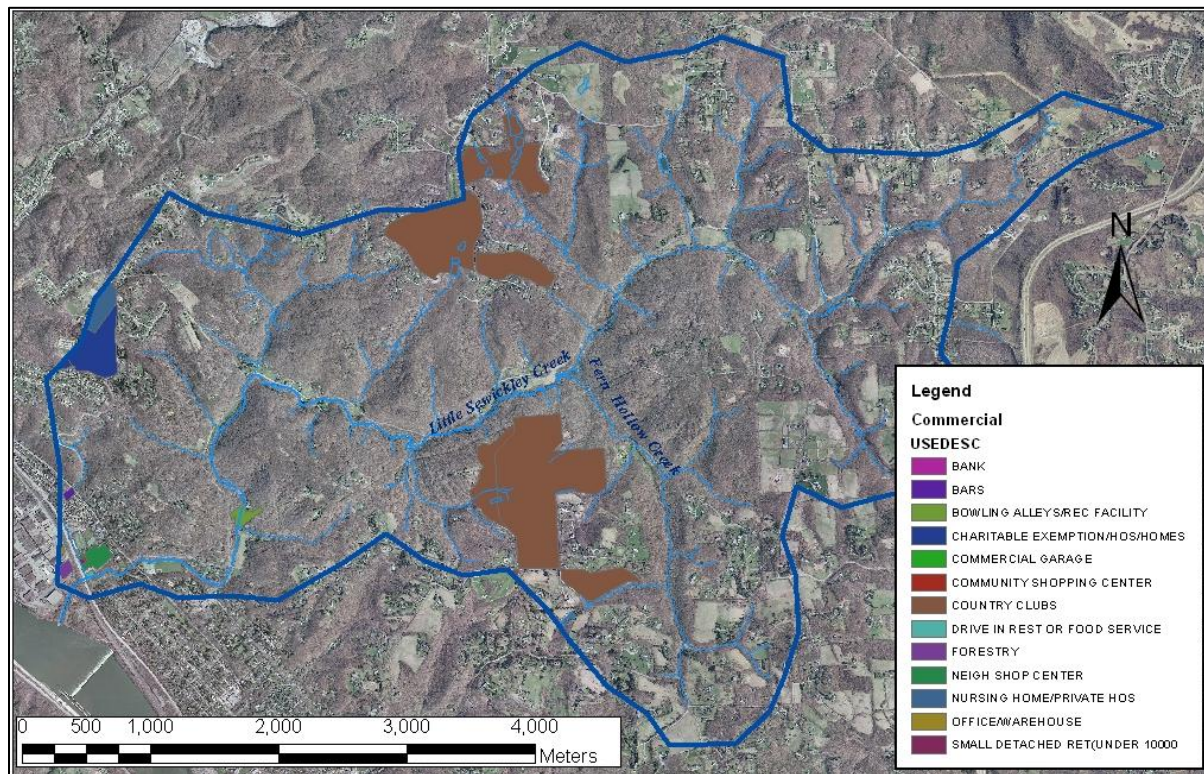 Little Sewickley Creek
Fern Hollow Creek
N
Legend
Commercial
USEDESC
BANK
BARS
BOWLING ALLEYS/REC FACILITY
CHARITABLE EXEMPTION/HOS/HOMES
COMMERCIAL GARAGE
COMMUNITY SHOPPING CENTER
COUNTRY CLUBS
DRIVE IN REST OR FOOD SERVICE
FORESTRY
NEIGH SHOP CENTER
NURSING HOME/PRIVATE HOS
OFFICE/WAREHOUSE
SMALL DETACHED RET(UNDER 10000
0 500 1,000 2,000 3,000 4,000
Meters